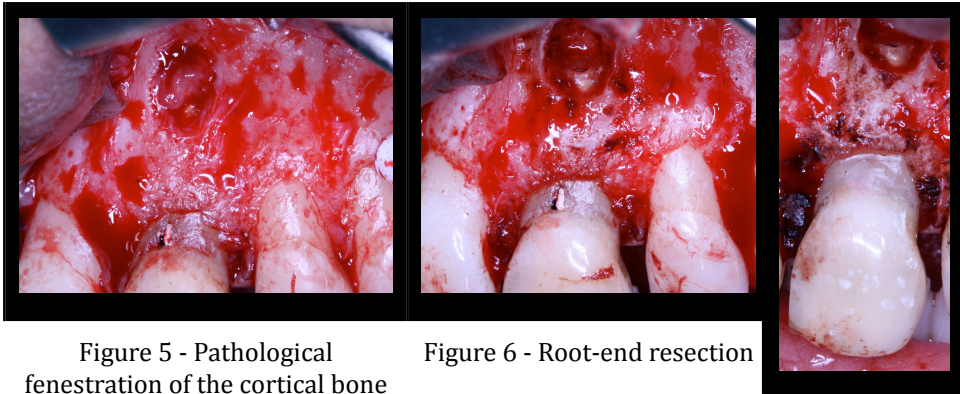 Figure 5 - Pathological
fenestration of the cortical bone
Figure 6 - Root-end resection